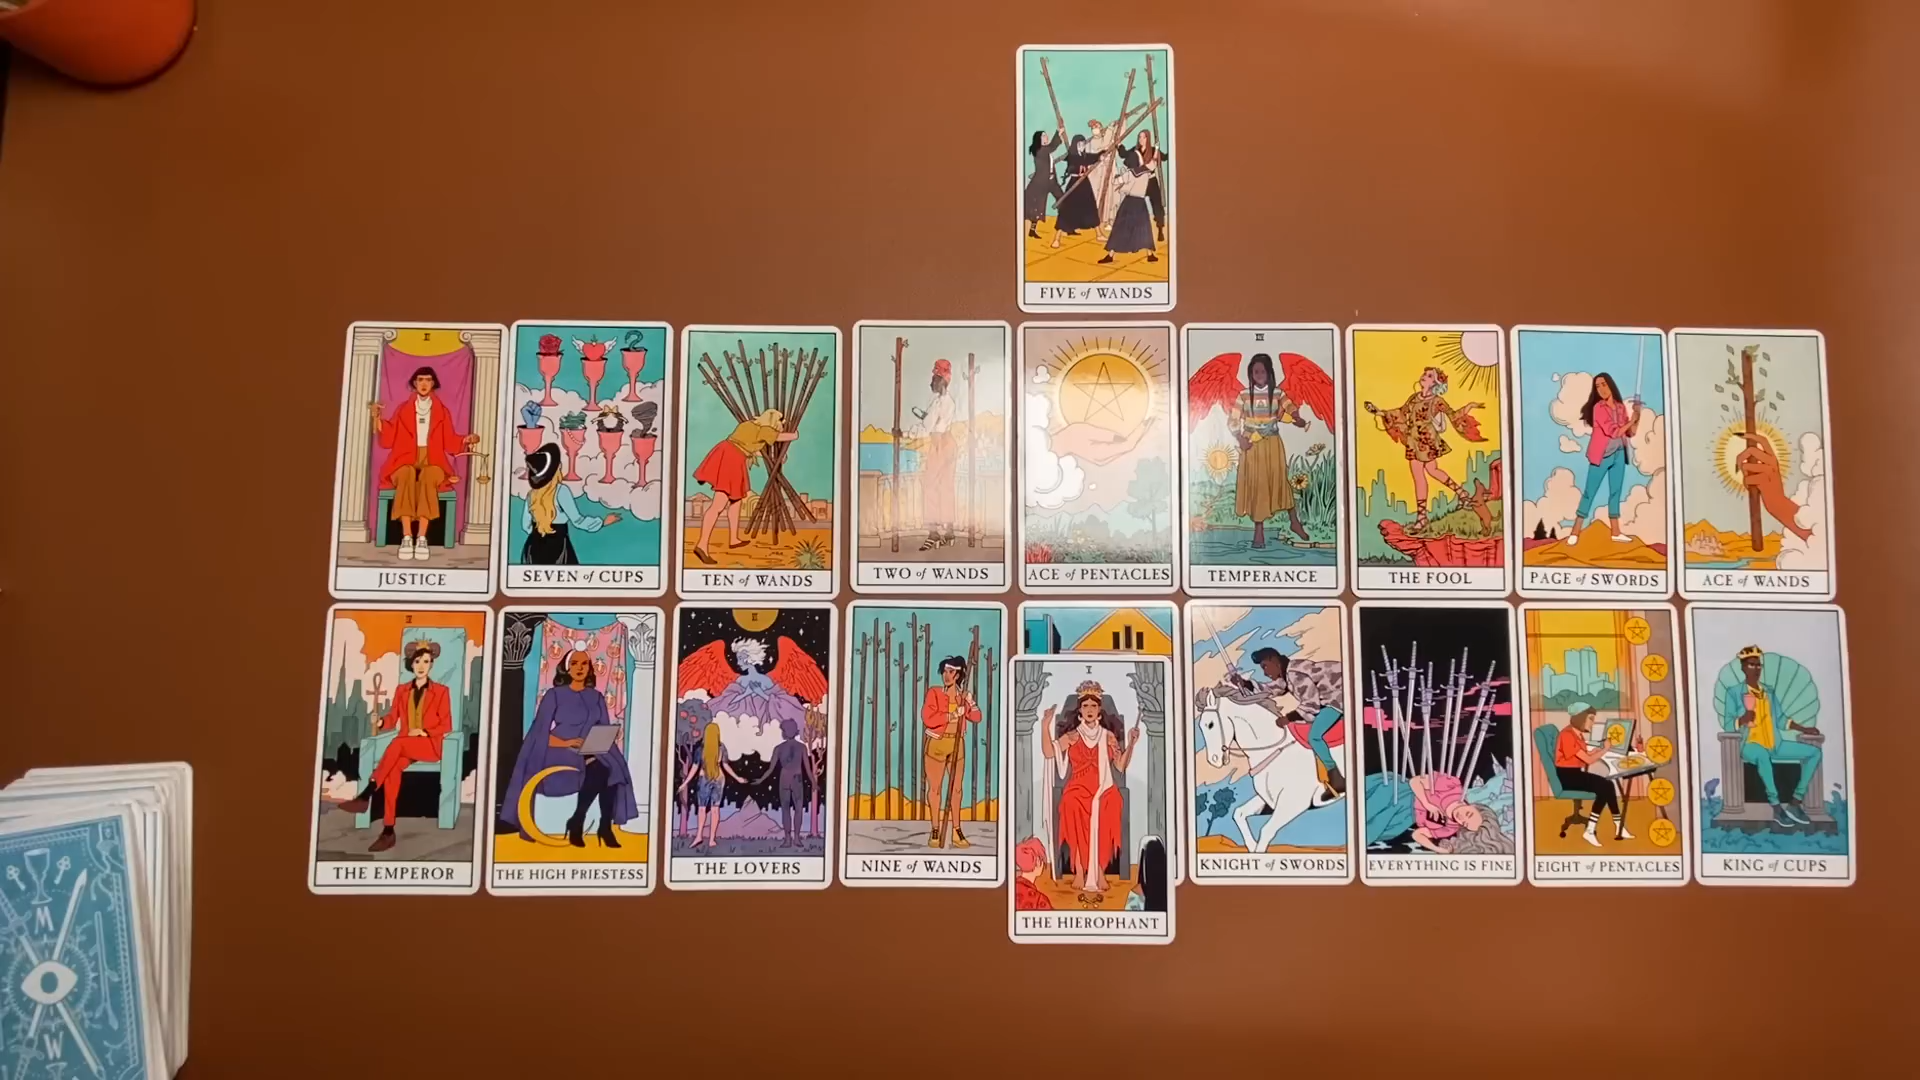 FIVE of WANDS
JUSTICE
SEVEN of CUPS
TEN of WANDS
TWO of WANDS
ACE of PENTACLES
TEMPERANCE
THE FOOL
PAGE of SWORDS
ACE of WANDS
THE EMPEROR
THE HIGH PRIESTESS
THE LOVERS
NINE of WANDS
THE HIEROPHANT
KNIGHT of SWORDS
EVERYTHING IS FINE
EIGHT of PENTACLES
KING of CUPS
M
W